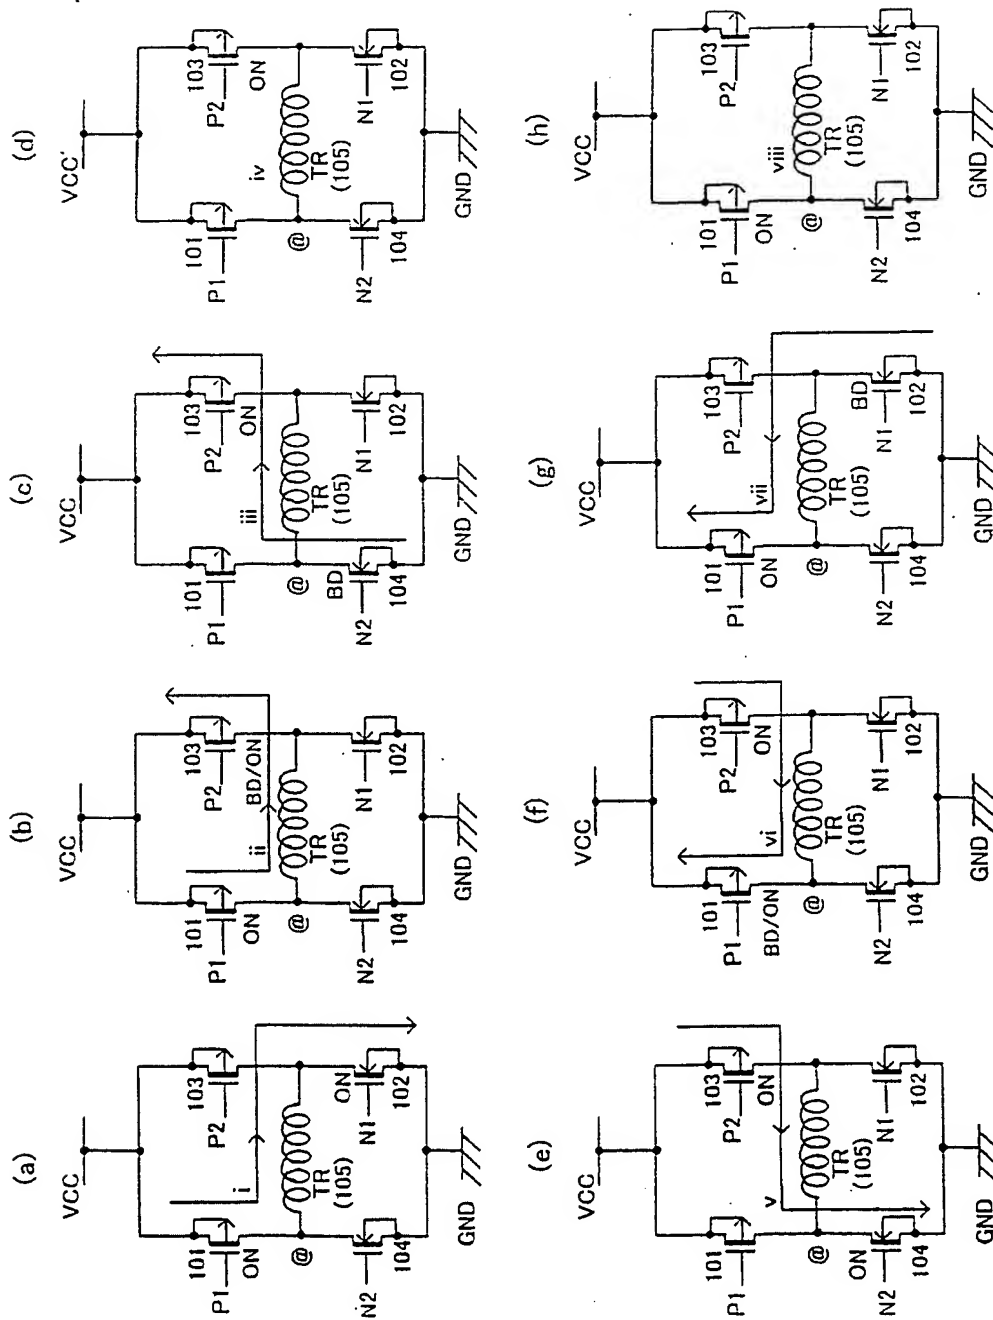 (a)
VCC
101
P1
ON
103
P2
i
@
TR
(105)
ON
N1
102
N2
104
GND
(b)
VCC
101
P1
ON
103
P2
BD/ON
ii
@
TR
(105)
N1
102
N2
104
GND
(c)
VCC
101
P1
103
P2
ON
iii
@
TR
(105)
BD
N1
102
N2
104
GND
(d)
VCC'
101
P1
103
P2
ON
iv
@
TR
(105)
N1
102
N2
104
GND
(e)
VCC
101
P1
103
P2
ON
v
@
TR
(105)
ON
N1
102
N2
104
GND
(f)
VCC
101
P1
BD/ON
103
P2
ON
vi
@
TR
(105)
N1
102
N2
104
GND
(g)
VCC
101
P1
ON
103
P2
vii
@
TR
(105)
BD
N1
102
N2
104
GND
(h)
VCC
101
P1
ON
103
P2
viii
@
TR
(105)
N1
102
N2
104
GND